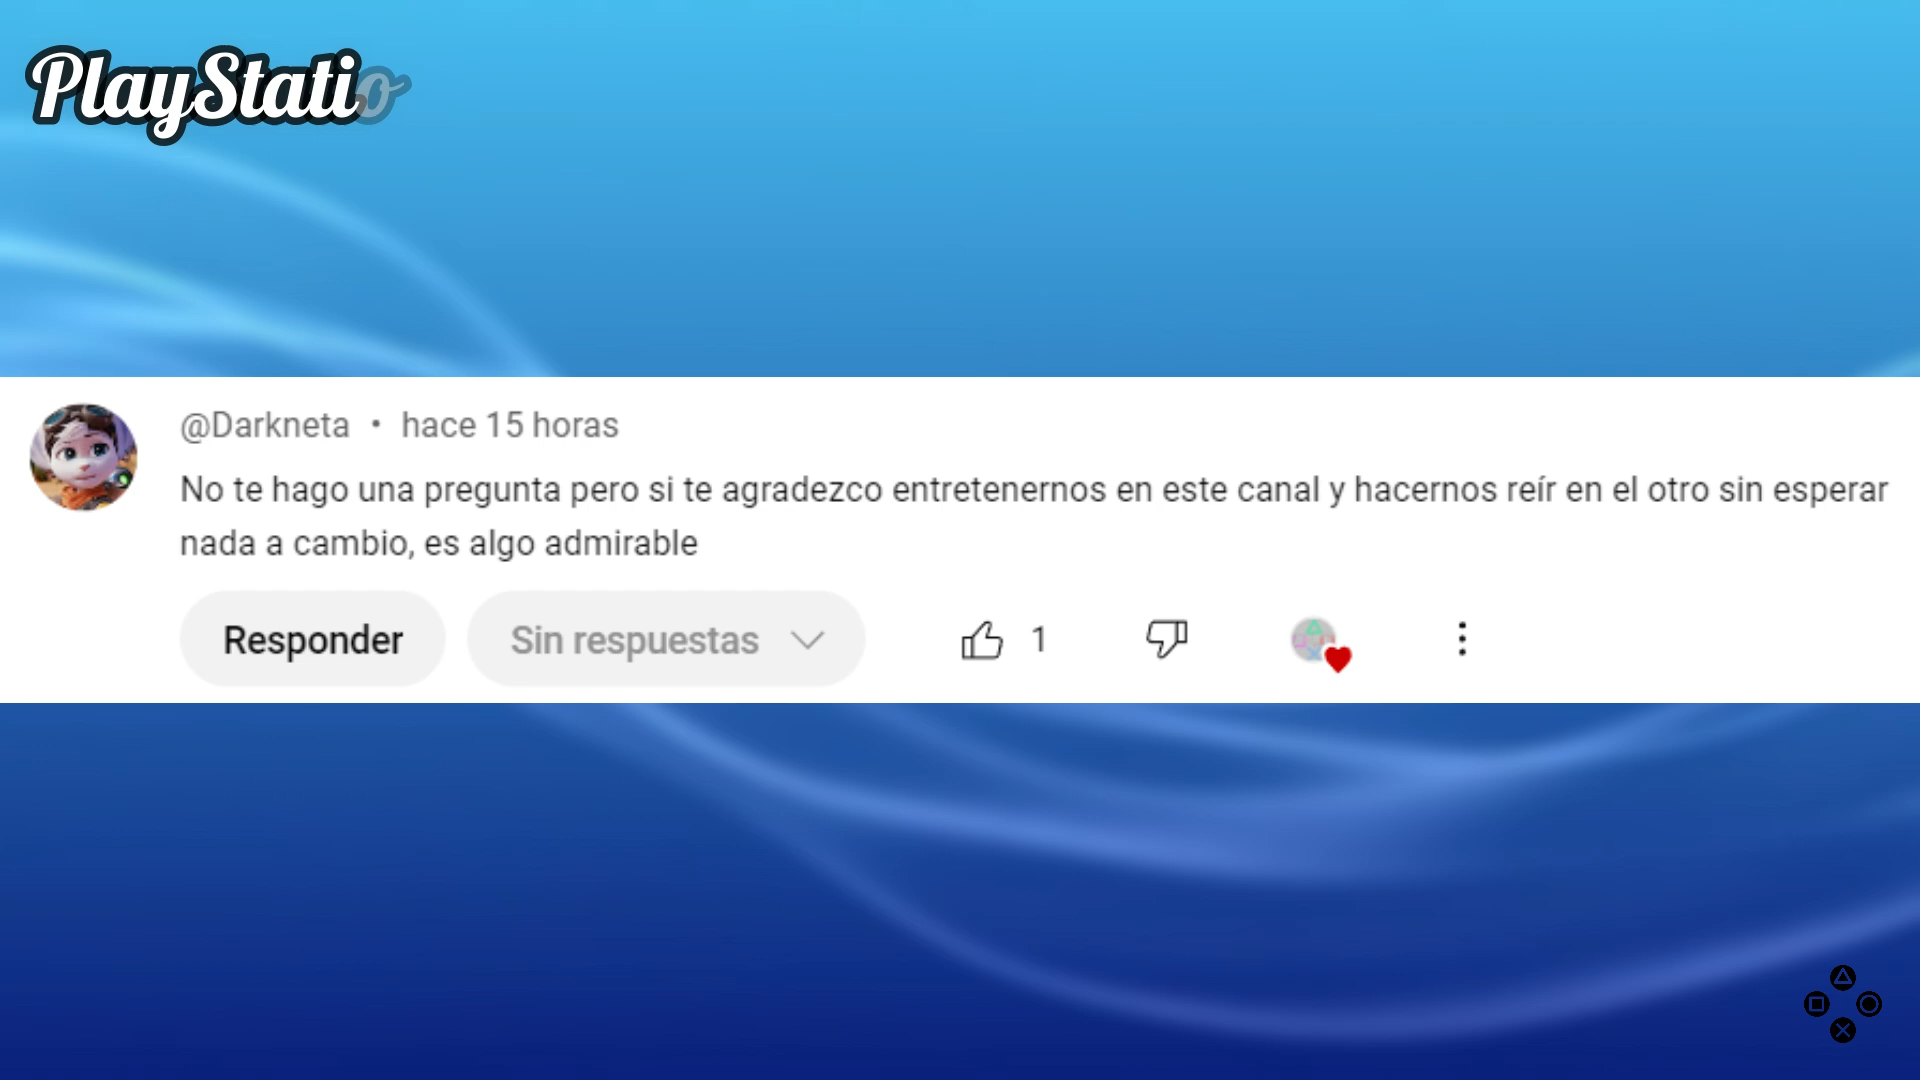 PlayStatio
@Darkneta • hace 15 horas
No te hago una pregunta pero si te agradezco entretenernos en este canal y hacernos reír en el otro sin esperar
nada a cambio, es algo admirable
Responder Sin respuestas 1